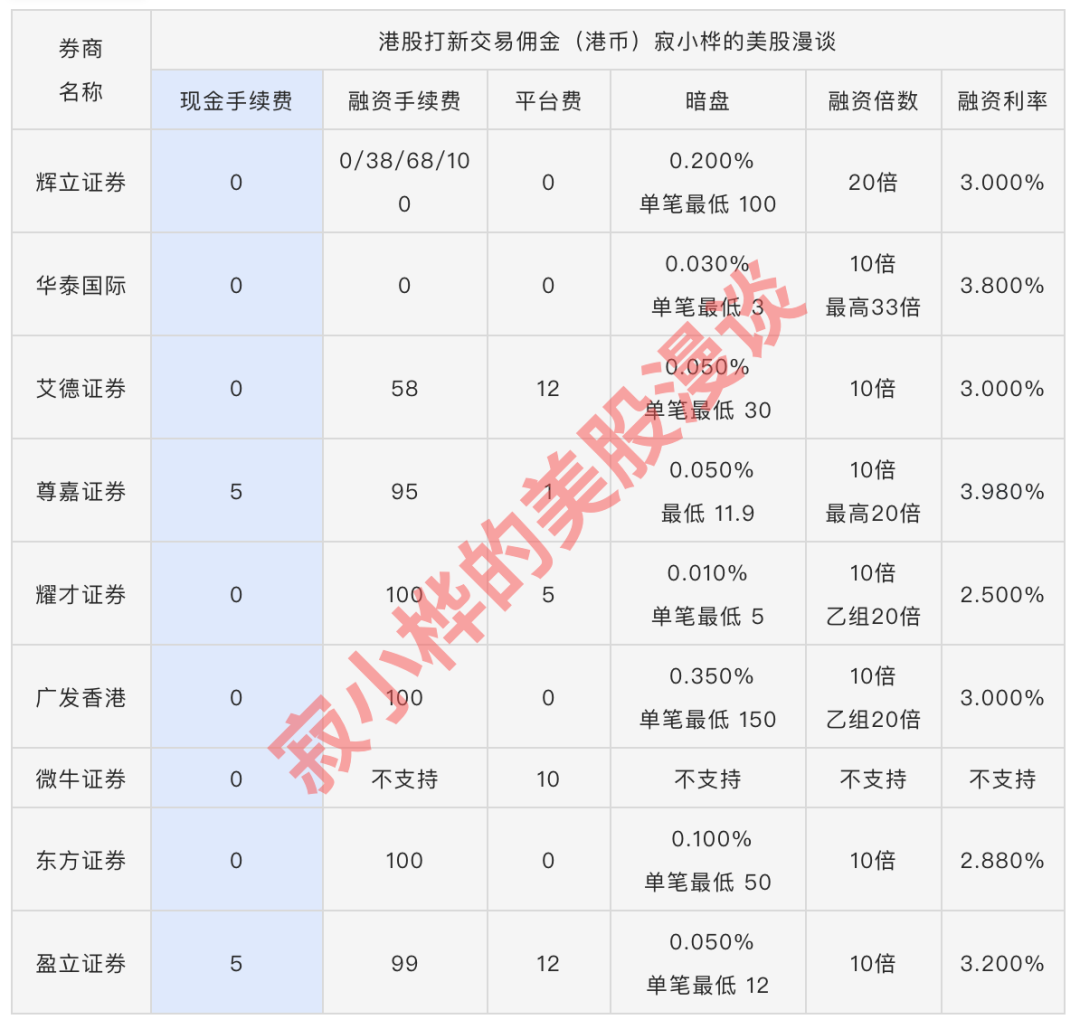 券商
名称
港股打新交易佣金（港币）寂小桦的美股漫谈
现金手续费 融资手续费 平台费 暗盘 融资倍数 融资利率
辉立证券 0 0/38/68/10 0 0.200% 20倍 3.000%
0 单笔最低 100
华泰国际 0 0 0 0.030% 10倍 3.800%
单笔最低 3 最高33倍
艾德证券 0 58 12 0.050% 10倍 3.000%
单笔最低 30
尊嘉证券 5 95 1 0.050% 10倍 3.980%
最低 11.9 最高20倍
耀才证券 0 100 5 0.010% 10倍 2.500%
单笔最低 5 乙组20倍
广发香港 0 100 0 0.350% 10倍 3.000%
单笔最低 150 乙组20倍
微牛证券 0 不支持 10 不支持 不支持 不支持
东方证券 0 100 0 0.100% 10倍 2.880%
单笔最低 50
盈立证券 5 99 12 0.050% 10倍 3.200%
单笔最低 12
寂小桦的美股漫谈